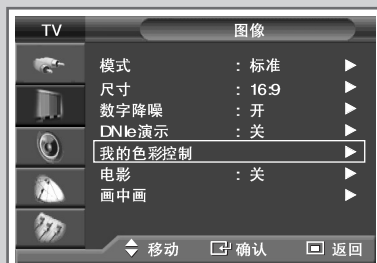 TV 图像
模式 : 标准
尺寸 : 16:9
数字降噪 : 开
DNIe演示 : 关
我的色彩控制
电影 : 关
画中画
移动 确认 返回